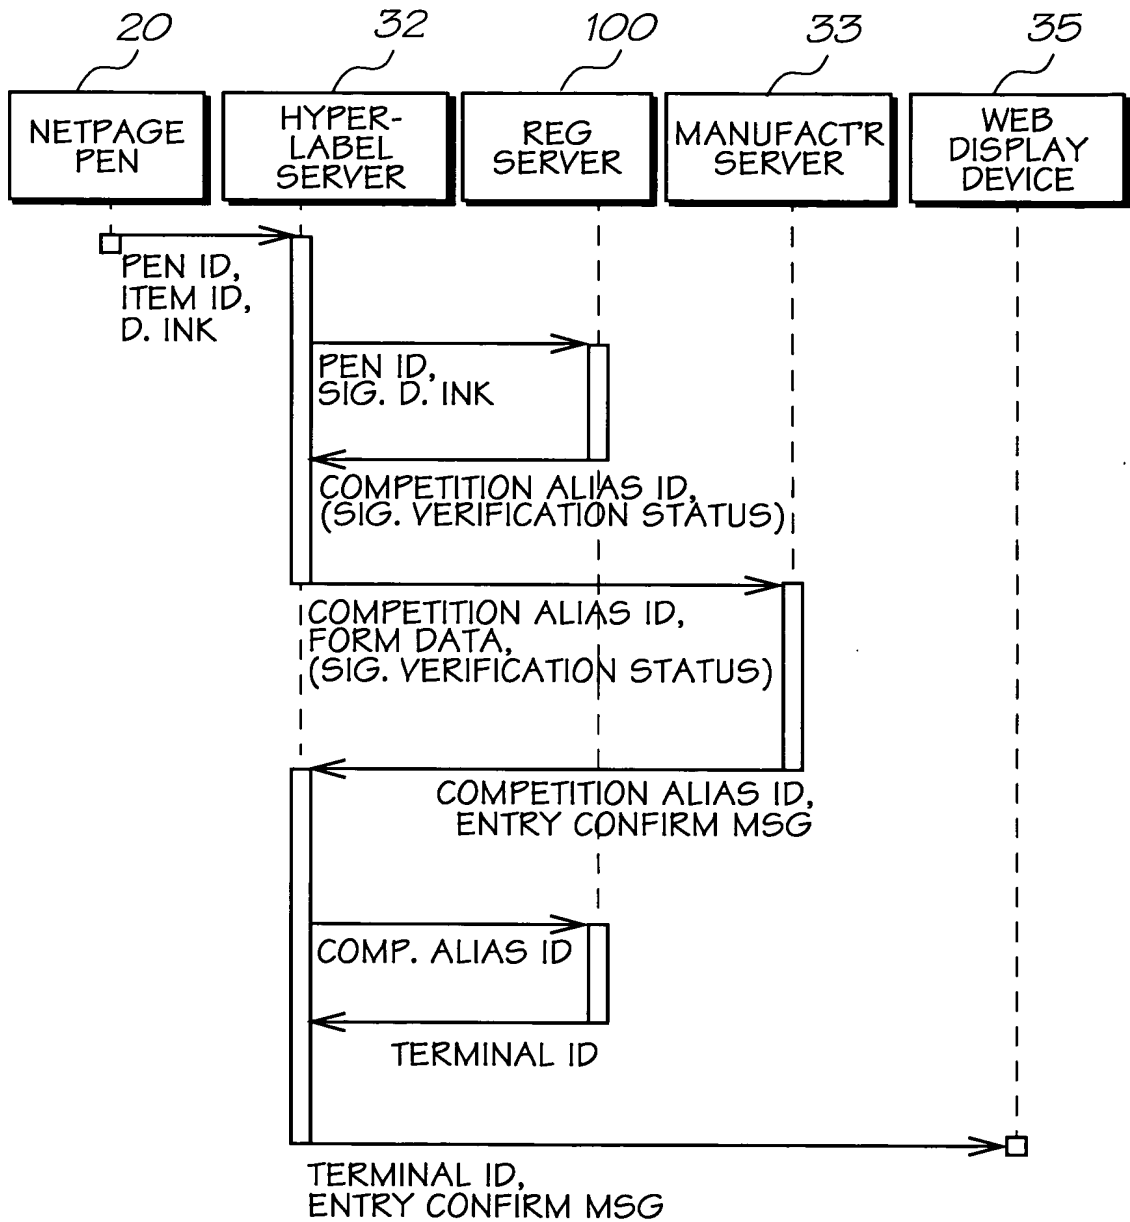 20
32
100
33
35
NETPAGE
PEN
HYPER-
LABEL
SERVER
REG
SERVER
MANUFACT'R
SERVER
WEB
DISPLAY
DEVICE
PEN ID,
ITEM ID,
D. INK
PEN ID,
SIG. D. INK
COMPETITION ALIAS ID,
(SIG. VERIFICATION STATUS)
COMPETITION ALIAS ID,
FORM DATA,
(SIG. VERIFICATION STATUS)
COMPETITION ALIAS ID,
ENTRY CONFIRM MSG
COMP. ALIAS ID
TERMINAL ID
TERMINAL ID,
ENTRY CONFIRM MSG